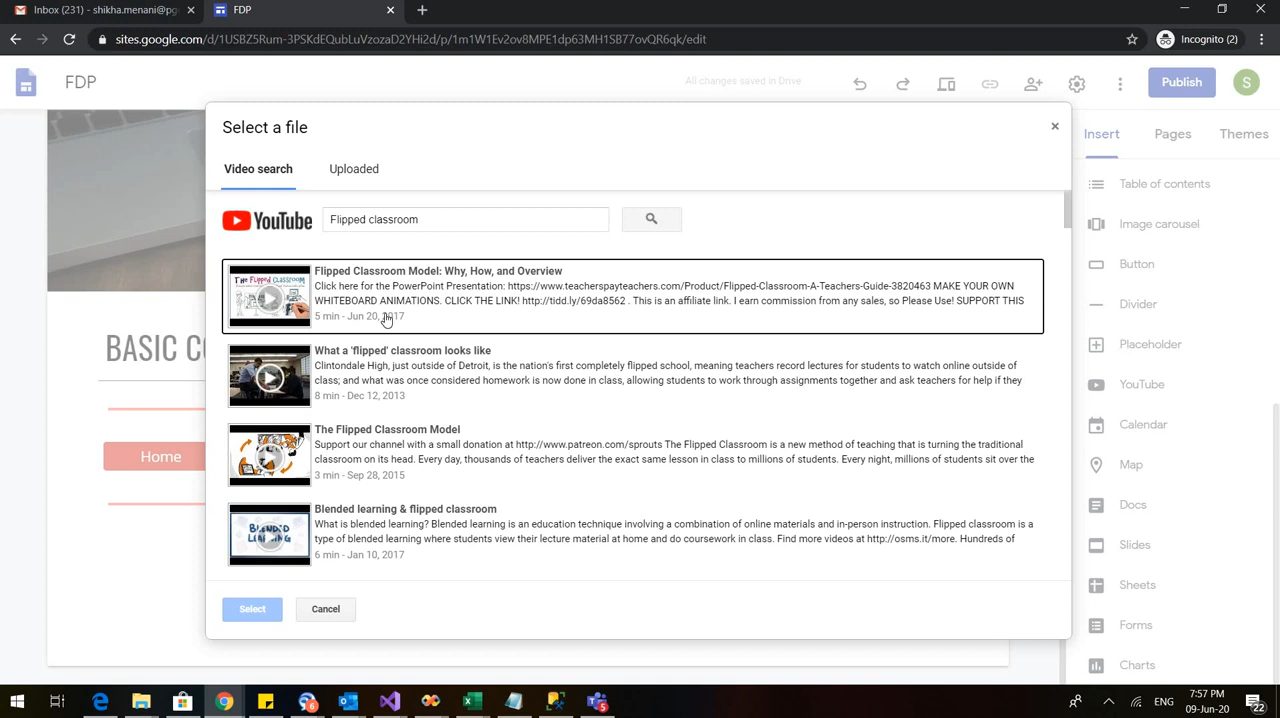 Inbox (231) - shikha.menani@pg
FDP
sites.google.com/d/1USBZ5Rum-3PSKdEQubLuVzozaD2YHi2d/p/1m1W1Ev2ov8MPE1dp63MH1SB77ovQR6qk/edit
Incognito (2)
FDP
All changes saved in Drive
Publish
S
Select a file
Insert
Pages
Themes
Video search
Uploaded
Table of contents
YouTube
Flipped classroom
Image carousel
Button
Flipped Classroom Model: Why, How, and Overview
Click here for the PowerPoint Presentation: https://www.teacherspayteachers.com/Product/Flipped-Classroom-A-Teachers-Guide-3820463 MAKE YOUR OWN
WHITEBOARD ANIMATIONS. CLICK THE LINK! http://tidd.ly/69da8562 . This is an affiliate link. I earn commission from any sales, so Please Use! SUPPORT THIS
5 min - Jun 20, 2017
The Flipped Classroom
Divider
Placeholder
BASIC CO
What a 'flipped' classroom looks like
Clintondale High, just outside of Detroit, is the nation's first completely flipped school, meaning teachers record lectures for students to watch online outside of
class; and what was once considered homework is now done in class, allowing students to work through assignments together and ask teachers for help if they
8 min - Dec 12, 2013
YouTube
Calendar
The Flipped Classroom Model
Support our channel with a small donation at http://www.patreon.com/sprouts The Flipped Classroom is a new method of teaching that is turning the traditional
classroom on its head. Every day, thousands of teachers deliver the exact same lesson in class to millions of students. Every night, millions of students sit over the
3 min - Sep 28, 2015
Home
Map
Docs
Blended learning & flipped classroom
What is blended learning? Blended learning is an education technique involving a combination of online materials and in-person instruction. Flipped classroom is a
type of blended learning where students view their lecture material at home and do coursework in class. Find more videos at http://osms.it/more. Hundreds of
6 min - Jan 10, 2017
BLENDED
LEARNING
Slides
Sheets
Select
Cancel
Forms
Charts
6
5
ENG
7:57 PM
09-Jun-20
22